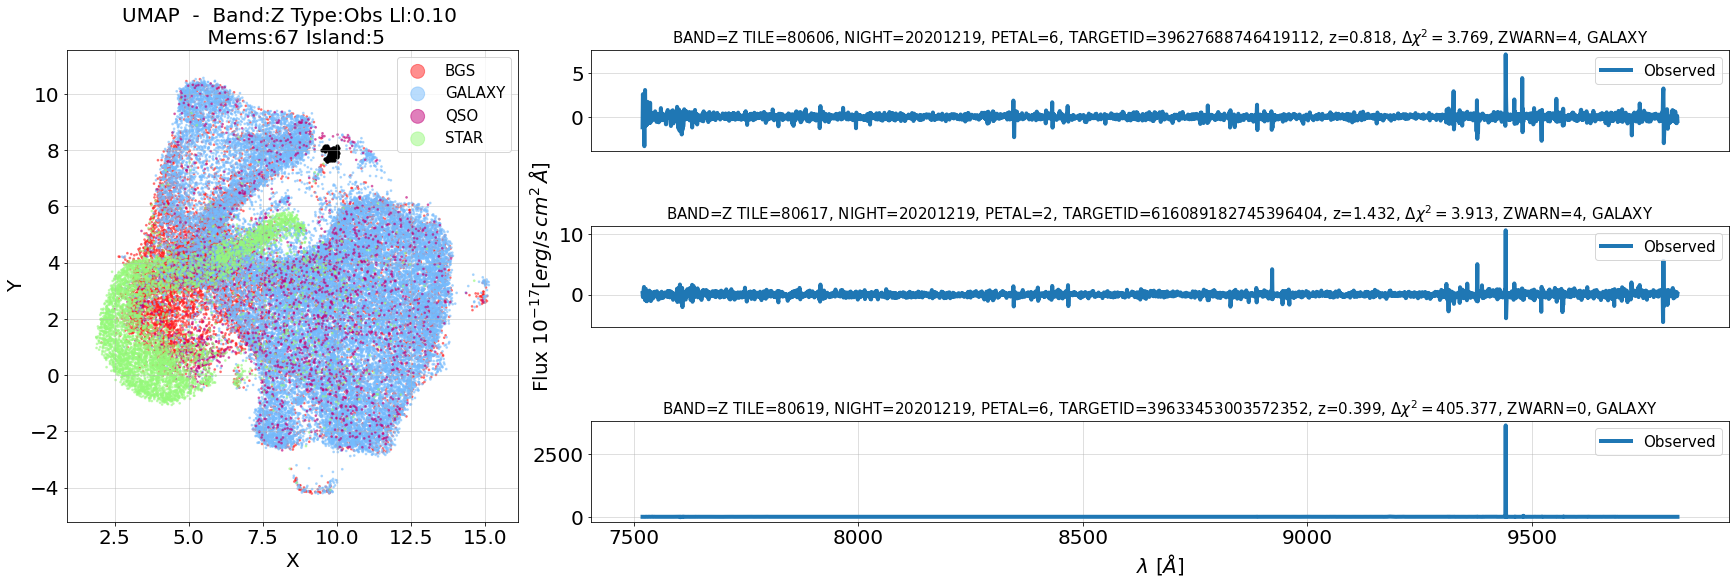 UMAP - Band:Z Type:Obs Ll:0.10
Mems:67 Island:5
BGS
GALAXY
QSO
STAR
10
8
6
4
2
0
−2
−4
Y
2.5
5.0
7.5
10.0
12.5
15.0
X
BAND=Z TILE=80606, NIGHT=20201219, PETAL=6, TARGETID=39627688746419112, z=0.818, Δχ² = 3.769, ZWARN=4, GALAXY
Observed
5
0
BAND=Z TILE=80617, NIGHT=20201219, PETAL=2, TARGETID=616089182745396404, z=1.432, Δχ² = 3.913, ZWARN=4, GALAXY
Observed
10
0
Flux 10⁻¹⁷[erg/s cm² Å]
BAND=Z TILE=80619, NIGHT=20201219, PETAL=6, TARGETID=39633453003572352, z=0.399, Δχ² = 405.377, ZWARN=0, GALAXY
Observed
2500
0
7500
8000
8500
9000
9500
λ [Å]